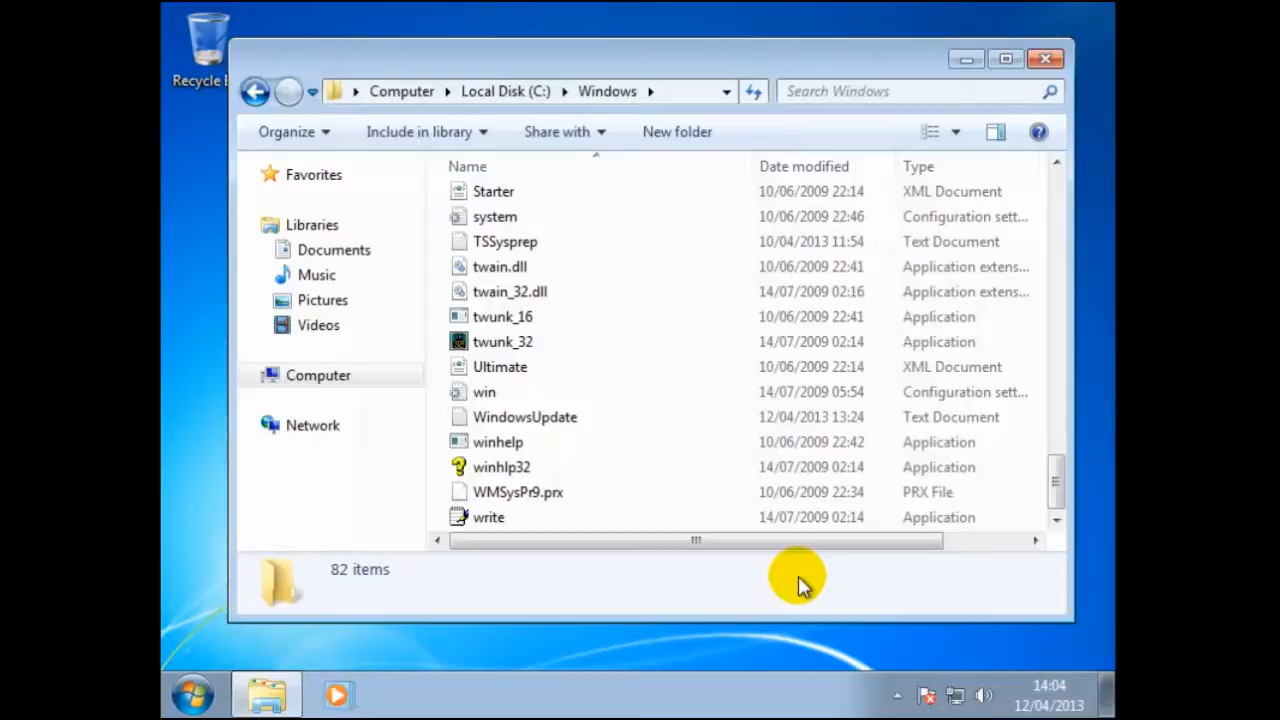 Recycle B
Computer Local Disk (C:) Windows
Search Windows
Organize Include in library Share with New folder
Favorites
Libraries
Documents
Music
Pictures
Videos
Computer
Network
Name Date modified Type
Starter 10/06/2009 22:14 XML Document
system 10/06/2009 22:46 Configuration sett...
TSSysprep 10/04/2013 11:54 Text Document
twain.dll 10/06/2009 22:41 Application extens...
twain_32.dll 14/07/2009 02:16 Application extens...
twunk_16 10/06/2009 22:41 Application
twunk_32 14/07/2009 02:14 Application
Ultimate 10/06/2009 22:14 XML Document
win 14/07/2009 05:54 Configuration sett...
WindowsUpdate 12/04/2013 13:24 Text Document
winhelp 10/06/2009 22:42 Application
winhlp32 14/07/2009 02:14 Application
WMSysPr9.prx 10/06/2009 22:34 PRX File
write 14/07/2009 02:14 Application
82 items
14:04
12/04/2013